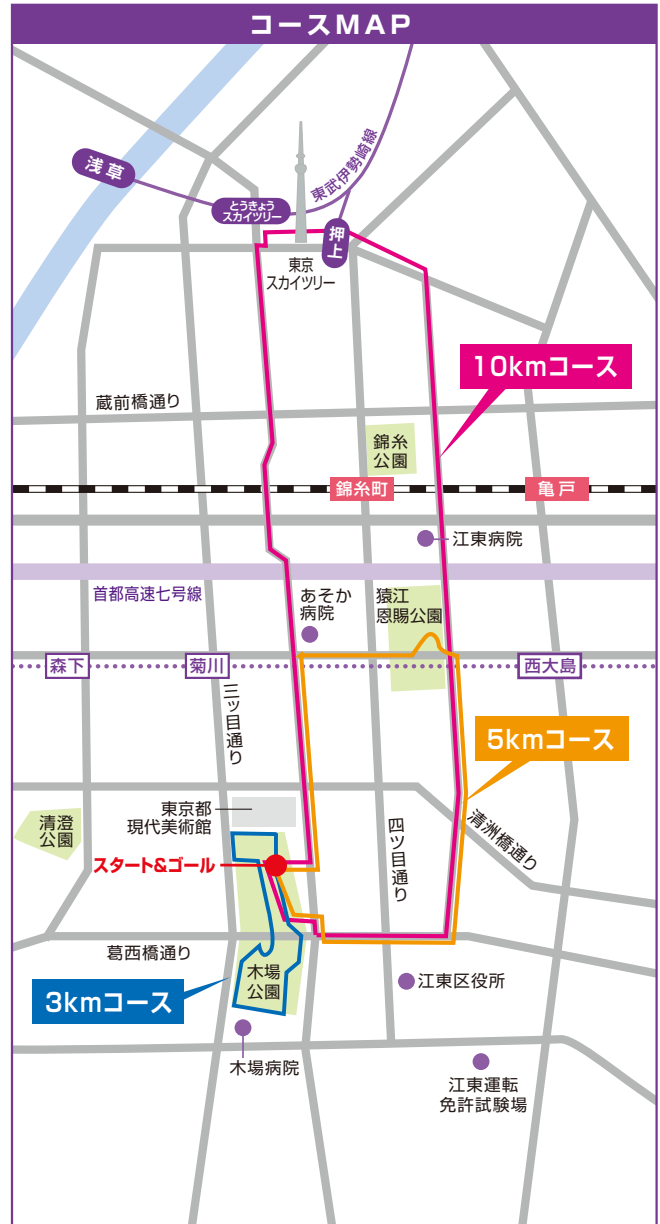 コースMAP
浅草
とうきょう
スカイツリー
東武伊勢崎線
押上
東京
スカイツリー
10kmコース
蔵前橋通り
錦糸
公園
錦糸町
亀戸
江東病院
首都高速七号線
あそか
病院
猿江
恩賜公園
森下
菊川
西大島
三ッ目通り
5kmコース
東京都
現代美術館
清澄
公園
四ツ目通り
清洲橋通り
スタート&ゴール
葛西橋通り
木場
公園
江東区役所
3kmコース
木場病院
江東運転
免許試験場